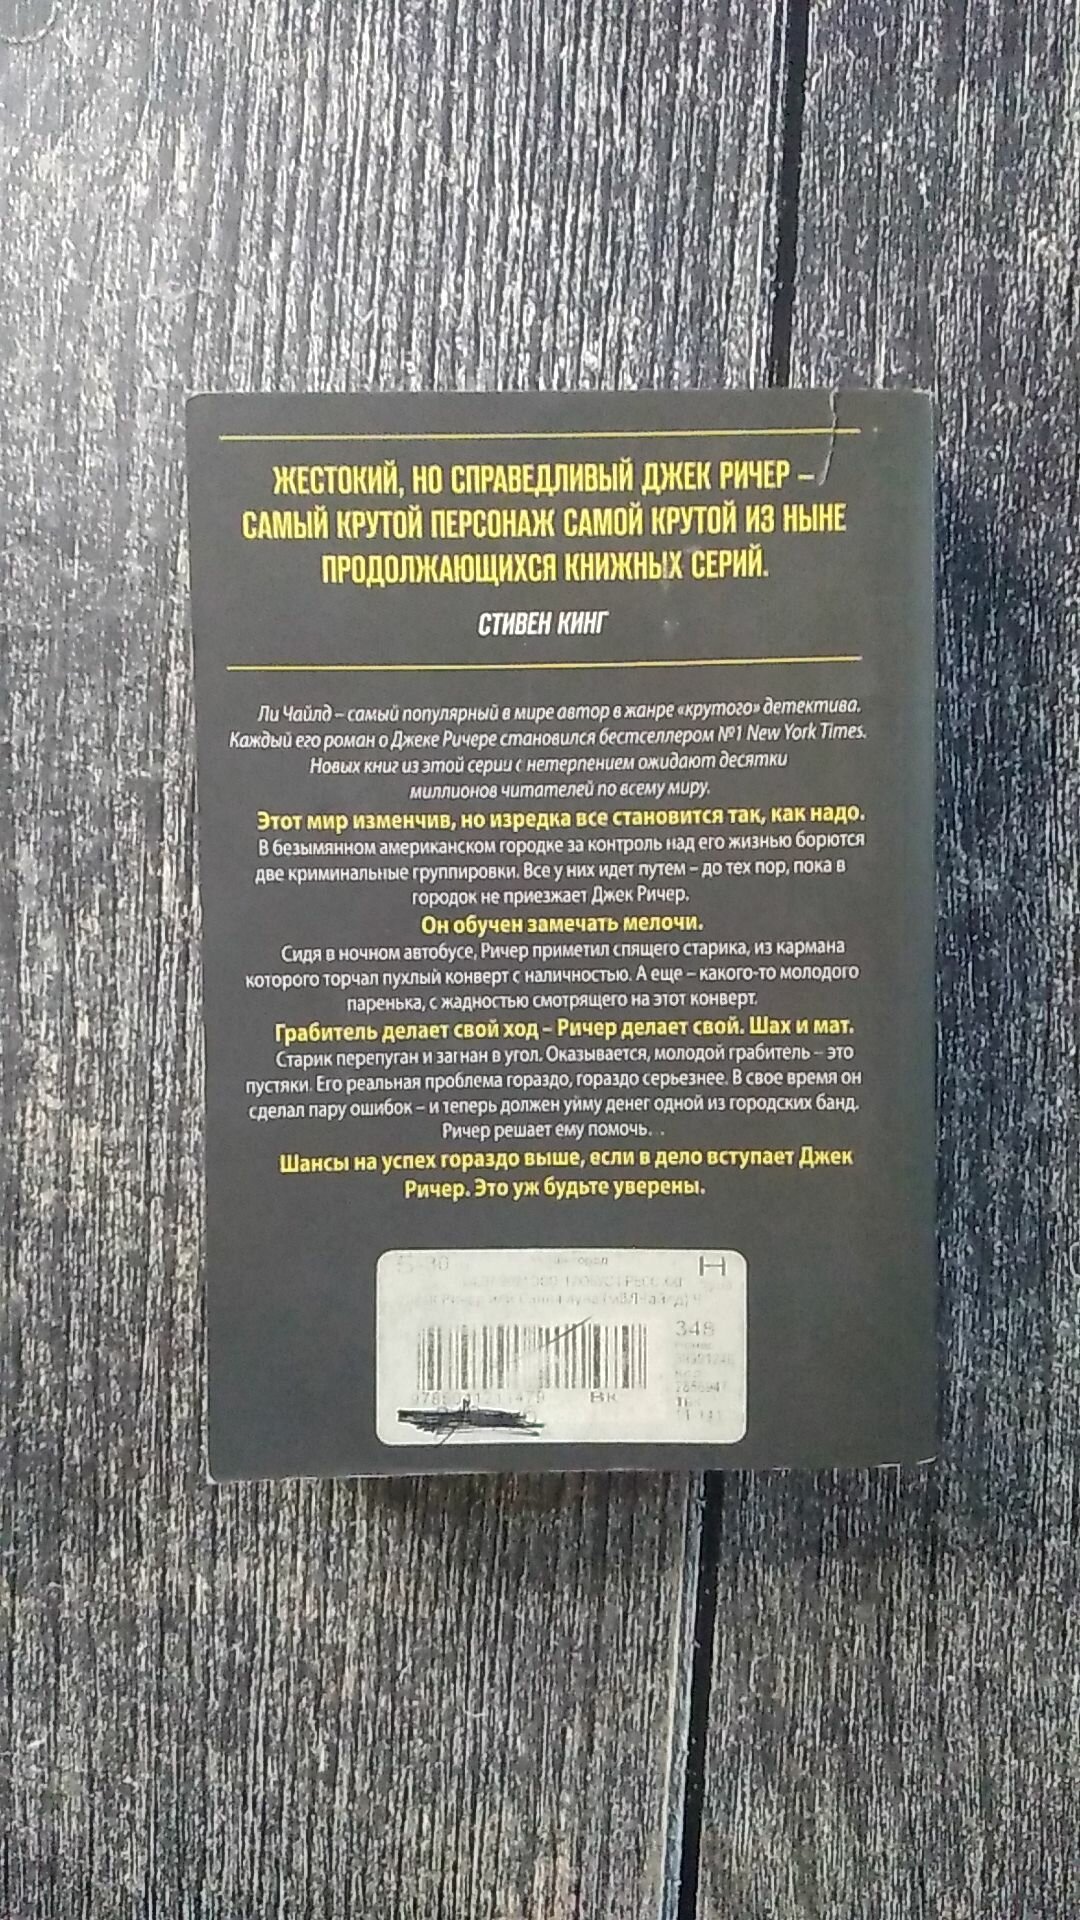 ЖЕСТОКИЙ, НО СПРАВЕДЛИВЫЙ ДЖЕК РИЧЕР –
САМЫЙ КРУТОЙ ПЕРСОНАЖ САМОЙ КРУТОЙ ИЗ НЫНЕ
ПРОДОЛЖАЮЩИХСЯ КНИЖНЫХ СЕРИЙ.
СТИВЕН КИНГ
Ли Чайлд – самый популярный в мире автор в жанре «крутого» детектива.
Каждый его роман о Джеке Ричере становился бестселлером №1 New York Times.
Новых книг из этой серии с нетерпением ожидают десятки
миллионов читателей по всему миру.
Этот мир изменчив, но изредка все становится так, как надо.
В безымянном американском городке за контроль над его жизнью борются
две криминальные группировки. Все у них идет путем – до тех пор, пока в
городок не приезжает Джек Ричер.
Он обучен замечать мелочи.
Сидя в ночном автобусе, Ричер приметил спящего старика, из кармана
которого торчал пухлый конверт с наличностью. А еще – какого-то молодого
паренька, с жадностью смотрящего на этот конверт.
Грабитель делает свой ход – Ричер делает свой. Шах и мат.
Старик перепуган и загнан в угол. Оказывается, молодой грабитель – это
пустяки. Его реальная проблема гораздо, гораздо серьезнее. В свое время он
сделал пару ошибок – и теперь должен уйму денег одной из городских банд.
Ричер решает ему помочь...
Шансы на успех гораздо выше, если в дело вступает Джек
Ричер. Это уж будьте уверены.
Н
348
Вк